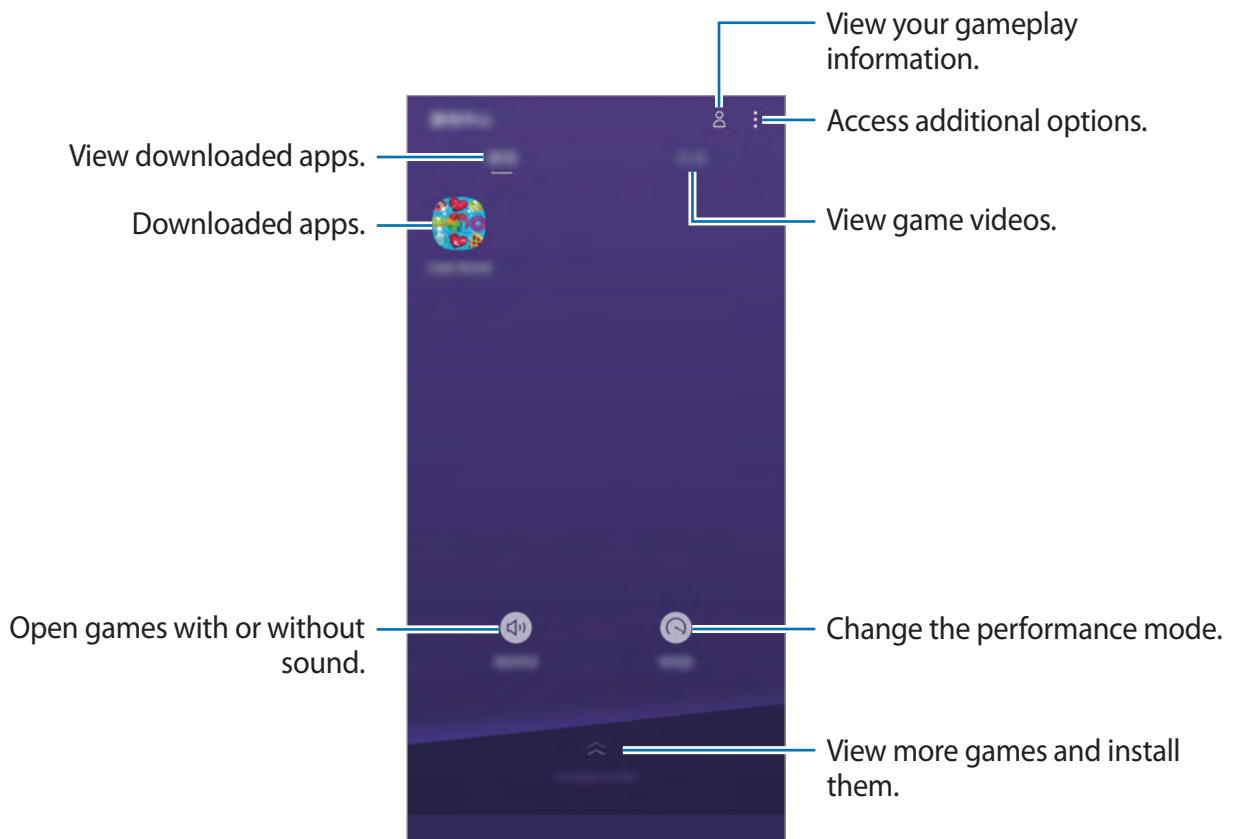 View your gameplay
information.
Access additional options.
View downloaded apps.
Downloaded apps.
View game videos.
Open games with or without
sound.
Change the performance mode.
View more games and install
them.